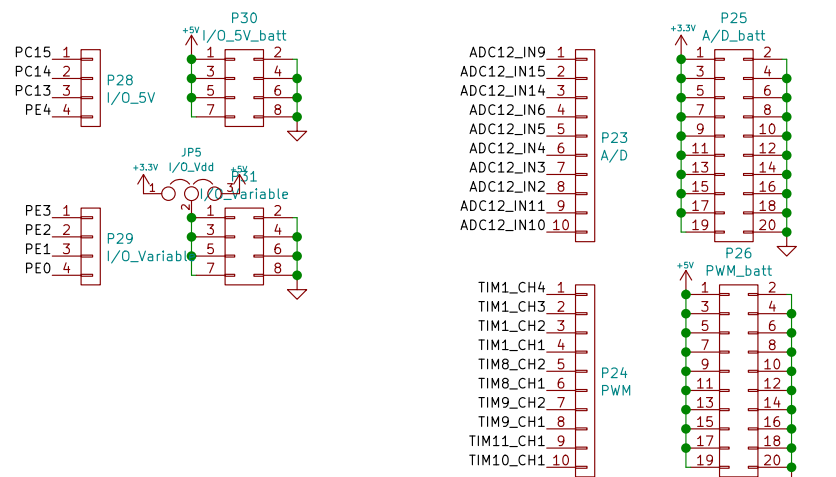 P30
I/O_5V_batt
+5V
PC15 1
PC14 2
PC13 3
PE4 4
P28
I/O_5V
1 2
3 4
5 6
7 8
JP5
I/O_Vdd
+3.3V
+5V
1
2
3
P31
I/O_Variable
PE3 1
PE2 2
PE1 3
PE0 4
P29
I/O_Variable
1 2
3 4
5 6
7 8
ADC12_IN9 1
ADC12_IN15 2
ADC12_IN14 3
ADC12_IN6 4
ADC12_IN5 5
ADC12_IN4 6
ADC12_IN3 7
ADC12_IN2 8
ADC12_IN11 9
ADC12_IN10 10
P23
A/D
P25
A/D_batt
+3.3V
1 2
3 4
5 6
7 8
9 10
11 12
13 14
15 16
17 18
19 20
TIM1_CH4 1
TIM1_CH3 2
TIM1_CH2 3
TIM1_CH1 4
TIM8_CH2 5
TIM8_CH1 6
TIM9_CH2 7
TIM9_CH1 8
TIM11_CH1 9
TIM10_CH1 10
P24
PWM
P26
PWM_batt
+5V
1 2
3 4
5 6
7 8
9 10
11 12
13 14
15 16
17 18
19 20